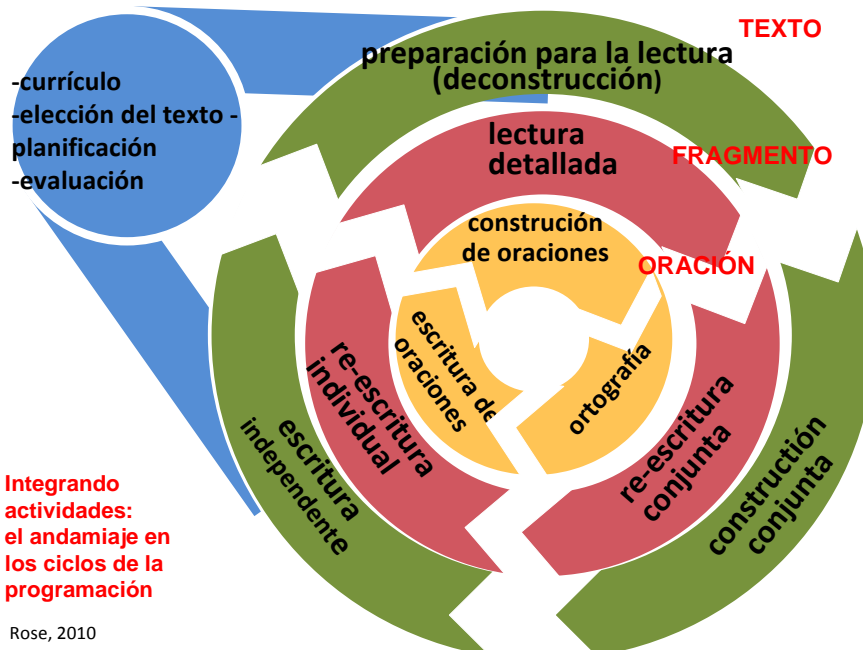 -currículo
-elección del texto -
planificación
-evaluación
TEXTO
preparación para la lectura
(deconstrucción)
FRAGMENTO
lectura
detallada
ORACIÓN
construción
de oraciones
ortografía
escritura de
oraciones
re-escritura
conjunta
re-escritura
individual
constructión
conjunta
escritura
independente
Integrando
actividades:
el andamiaje en
los ciclos de la
programación
Rose, 2010